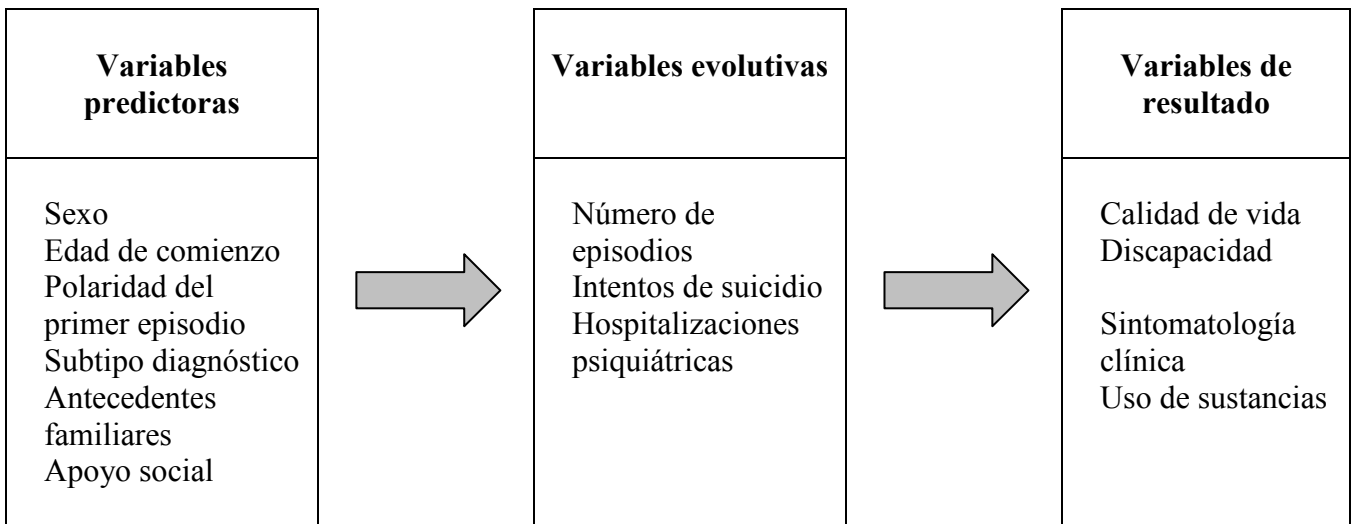 Variables
predictoras
Sexo
Edad de comienzo
Polaridad del
primer episodio
Subtipo diagnóstico
Antecedentes
familiares
Apoyo social
Variables evolutivas
Número de
episodios
Intentos de suicidio
Hospitalizaciones
psiquiátricas
Variables de
resultado
Calidad de vida
Discapacidad
Sintomatología
clínica
Uso de sustancias